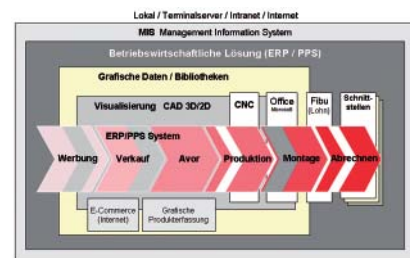 Lokal / Terminalserver / Intranet / Internet
MIS Management Information System
Betriebswirtschaftliche Lösung (ERP / PPS)
Grafische Daten / Bibliotheken
Visualisierung CAD 3D/2D
CNC
Office
Microsoft
Fibu
(Lohn)
Schnitt-
stellen
ERP/PPS System
Werbung
Verkauf
Avor
Produktion
Montage
Abrechnen
E-Commerce
(Internet)
Grafische
Produkterfassung